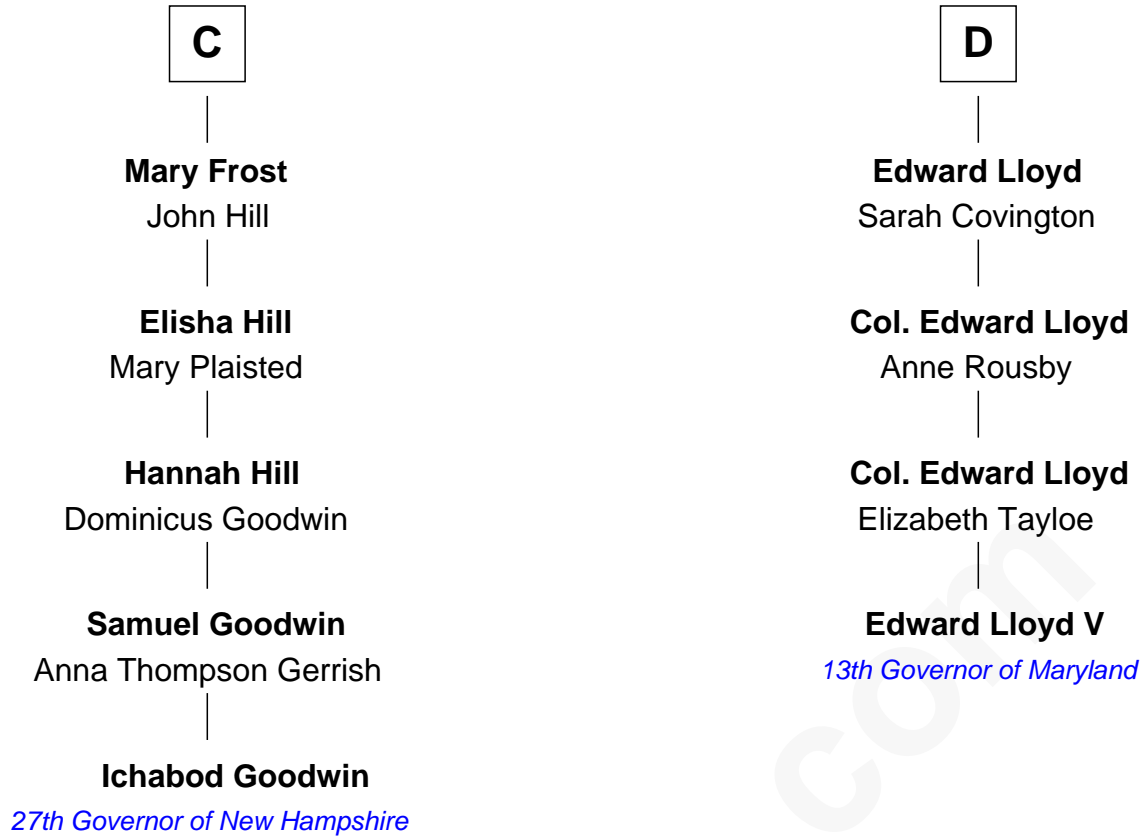 C
Mary Frost
John Hill
Elisha Hill
Mary Plaisted
Hannah Hill
Dominicus Goodwin
Samuel Goodwin
Anna Thompson Gerrish
Ichabod Goodwin
27th Governor of New Hampshire
D
Edward Lloyd
Sarah Covington
Col. Edward Lloyd
Anne Rousby
Col. Edward Lloyd
Elizabeth Tayloe
Edward Lloyd V
13th Governor of Maryland
com